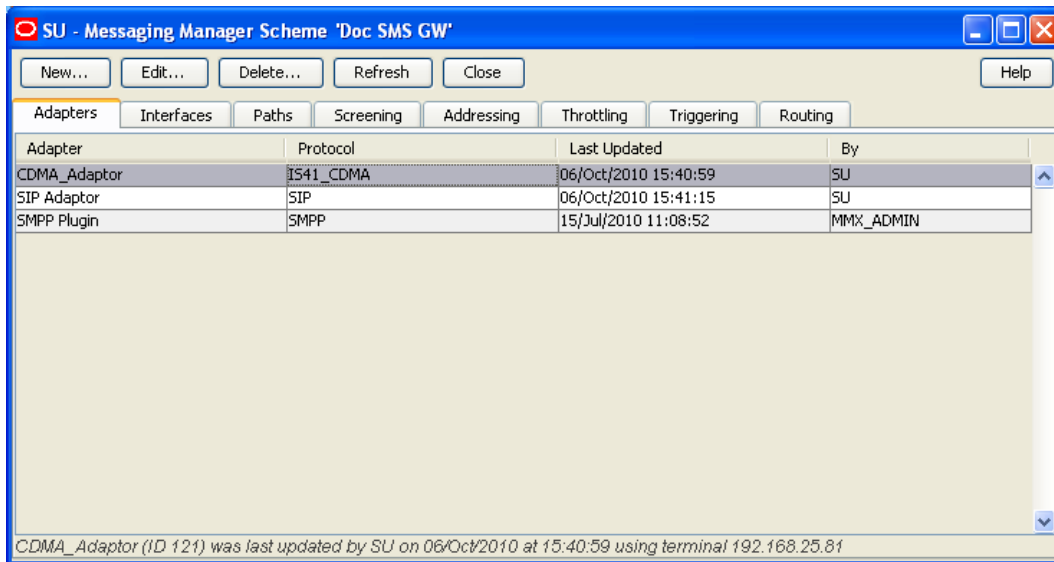 SU - Messaging Manager Scheme 'Doc SMS GW'
New... Edit... Delete... Refresh Close Help
Adapters Interfaces Paths Screening Addressing Throttling Triggering Routing
Adapter Protocol Last Updated By
CDMA_Adaptor IS41_CDMA 06/Oct/2010 15:40:59 SU
SIP Adaptor SIP 06/Oct/2010 15:41:15 SU
SMPP Plugin SMPP 15/Jul/2010 11:08:52 MMX_ADMIN
CDMA_Adaptor (ID 121) was last updated by SU on 06/Oct/2010 at 15:40:59 using terminal 192.168.25.81